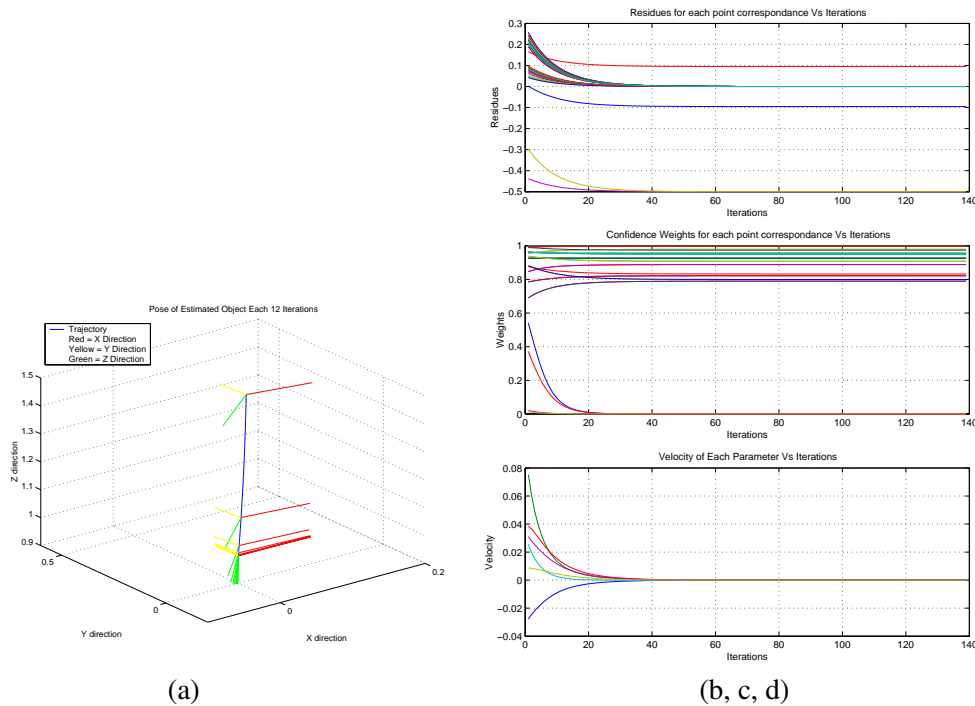 Pose of Estimated Object Each 12 Iterations
Trajectory
Red = X Direction
Yellow = Y Direction
Green = Z Direction
1.5
1.4
1.3
1.2
1.1
1
0.9
Z direction
0.5
0
Y direction
0
0.2
X direction
(a)
Residues for each point correspondance Vs Iterations
0.3
0.2
0.1
0
−0.1
−0.2
−0.3
−0.4
−0.5
Residues
0 20 40 60 80 100 120 140
Iterations
Confidence Weights for each point correspondance Vs Iterations
1
0.8
0.6
0.4
0.2
0
Weights
0 20 40 60 80 100 120 140
Iterations
Velocity of Each Parameter Vs Iterations
0.08
0.06
0.04
0.02
0
−0.02
−0.04
Velocity
0 20 40 60 80 100 120 140
Iterations
(b, c, d)